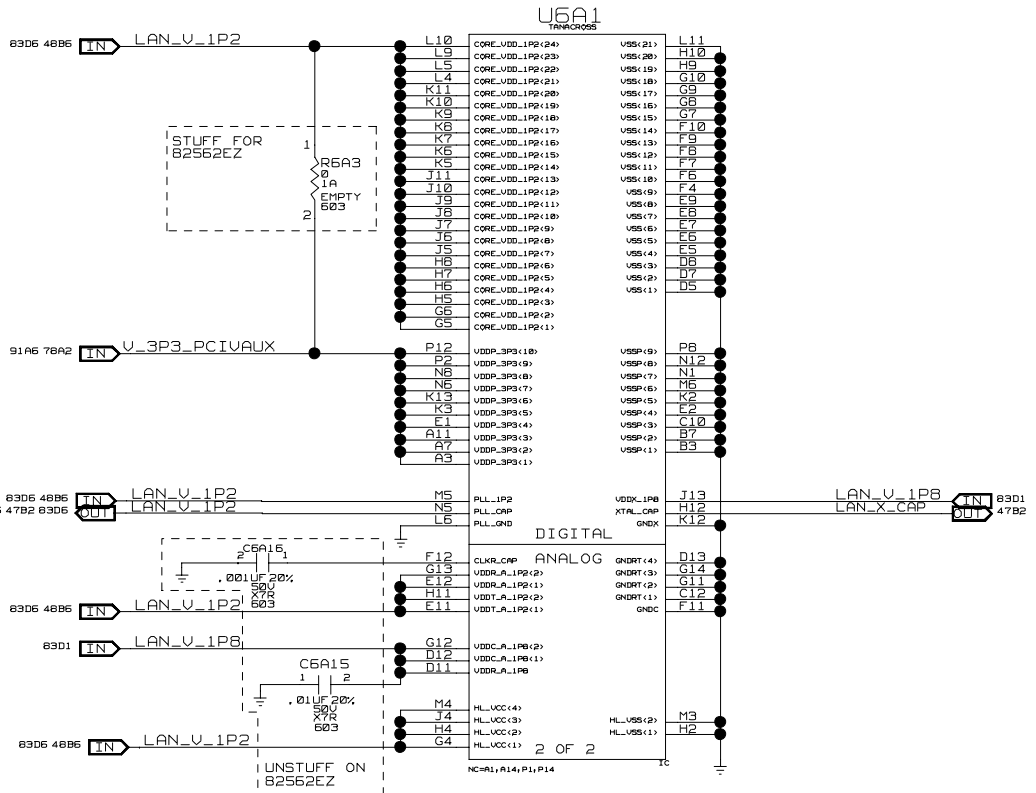 U6A1
TANACROSS
83D6 48B6 IN LAN_V_1P2
L10 CORE_VDD_1P2<24> VSS<21> L11
L9 CORE_VDD_1P2<23> VSS<20> H10
L5 CORE_VDD_1P2<22> VSS<19> H9
L4 CORE_VDD_1P2<21> VSS<18> G10
K11 CORE_VDD_1P2<20> VSS<17> G9
K10 CORE_VDD_1P2<19> VSS<16> G8
K9 CORE_VDD_1P2<18> VSS<15> G7
K8 CORE_VDD_1P2<17> VSS<14> F10
K7 CORE_VDD_1P2<16> VSS<13> F9
K6 CORE_VDD_1P2<15> VSS<12> F8
K5 CORE_VDD_1P2<14> VSS<11> F7
J11 CORE_VDD_1P2<13> VSS<10> F6
J10 CORE_VDD_1P2<12> VSS<9> F4
J9 CORE_VDD_1P2<11> VSS<8> E9
J8 CORE_VDD_1P2<10> VSS<7> E8
J7 CORE_VDD_1P2<9> VSS<6> E7
J6 CORE_VDD_1P2<8> VSS<5> E6
J5 CORE_VDD_1P2<7> VSS<4> E5
H8 CORE_VDD_1P2<6> VSS<3> D8
H7 CORE_VDD_1P2<5> VSS<2> D7
H6 CORE_VDD_1P2<4> VSS<1> D5
H5 CORE_VDD_1P2<3>
G6 CORE_VDD_1P2<2>
G5 CORE_VDD_1P2<1>
STUFF FOR
82562EZ
1
R6A3
0
1A
EMPTY
603
2
91A6 78A2 IN V_3P3_PCIVAUX
P12 VDDP_3P3<10> VSSP<9> P8
P2 VDDP_3P3<9> VSSP<8> N12
N8 VDDP_3P3<8> VSSP<7> N1
N6 VDDP_3P3<7> VSSP<6> M6
K13 VDDP_3P3<6> VSSP<5> K2
K3 VDDP_3P3<5> VSSP<4> E2
E1 VDDP_3P3<4> VSSP<3> C10
A11 VDDP_3P3<3> VSSP<2> B7
A7 VDDP_3P3<2> VSSP<1> B3
A3 VDDP_3P3<1>
83D6 48B6 IN LAN_V_1P2 M5 PLL_1P2 VDDX_1P8 J13 LAN_V_1P8 IN 83D1
47B2 83D6 OUT LAN_V_1P2 N5 PLL_CAP XTAL_CAP H12 LAN_X_CAP OUT 47B2
L6 PLL_GND GNDX K12
DIGITAL
ANALOG
C6A16
2 1
.001UF 20%
50V
X7R
603
F12 CLKR_CAP GNDRT<4> D13
G13 VDDR_A_1P2<2> GNDRT<3> G14
E12 VDDR_A_1P2<1> GNDRT<2> G11
H11 VDDT_A_1P2<2> GNDRT<1> C12
83D6 48B6 IN LAN_V_1P2 E11 VDDT_A_1P2<1> GNDC F11
83D1 IN LAN_V_1P8 G12 VDDC_A_1P8<2>
D12 VDDC_A_1P8<1>
D11 VDDR_A_1P8
C6A15
1 2
.01UF 20%
50V
X7R
603
M4 HL_VCC<4>
J4 HL_VCC<3> HL_VSS<2> M3
H4 HL_VCC<2> HL_VSS<1> H2
83D6 48B6 IN LAN_V_1P2 G4 HL_VCC<1>
2 OF 2
UNSTUFF ON
82562EZ
NC=A1,A14,P1,P14
IC